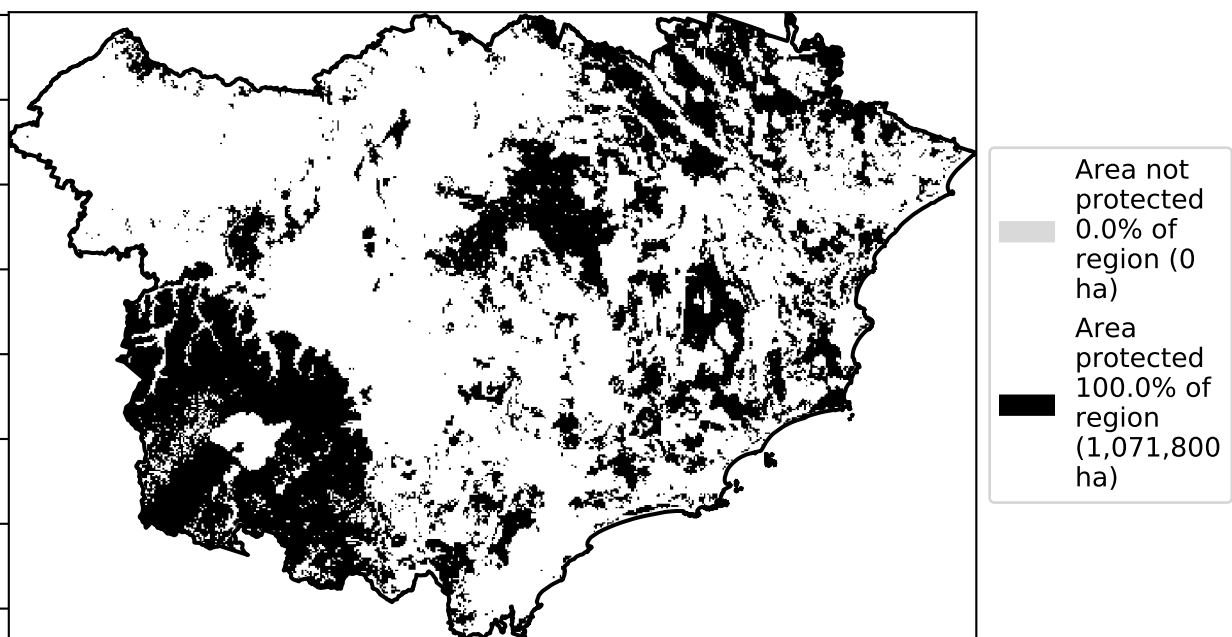 Area not
protected
0.0% of
region (0
ha)
Area
protected
100.0% of
region
(1,071,800
ha)